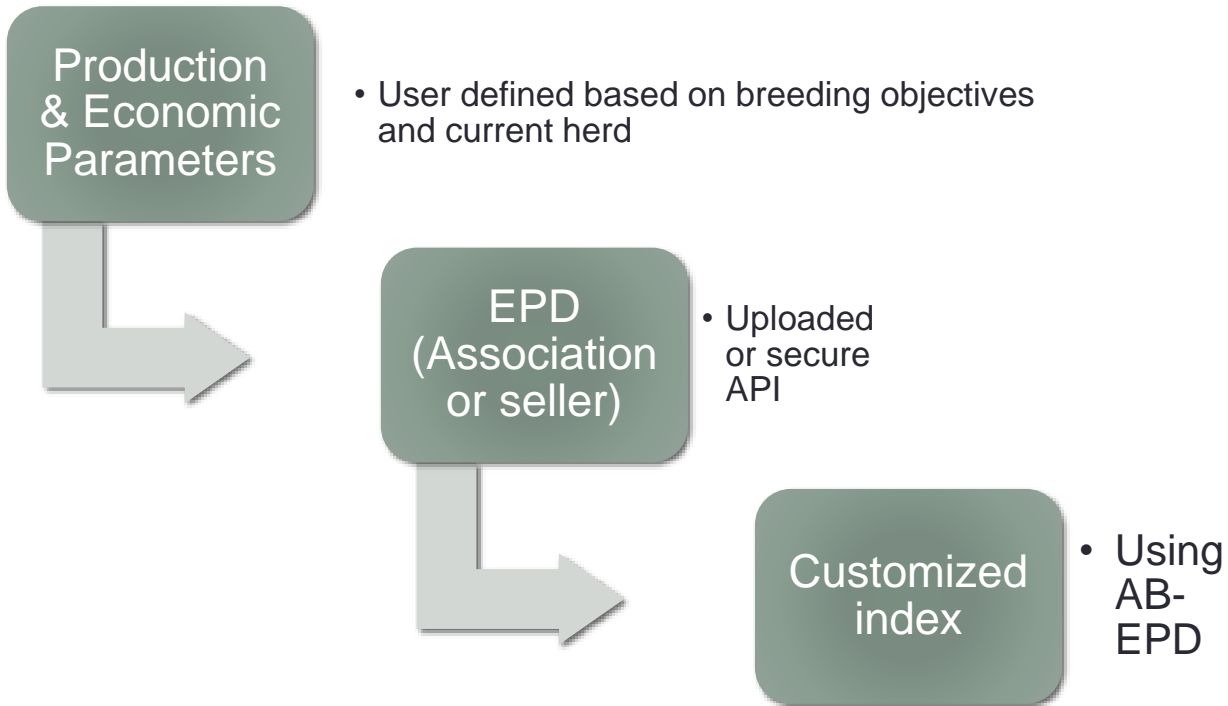 Production
& Economic
Parameters
• User defined based on breeding objectives
and current herd
EPD
(Association
or seller)
• Uploaded
or secure
API
Customized
index
• Using
AB-
EPD